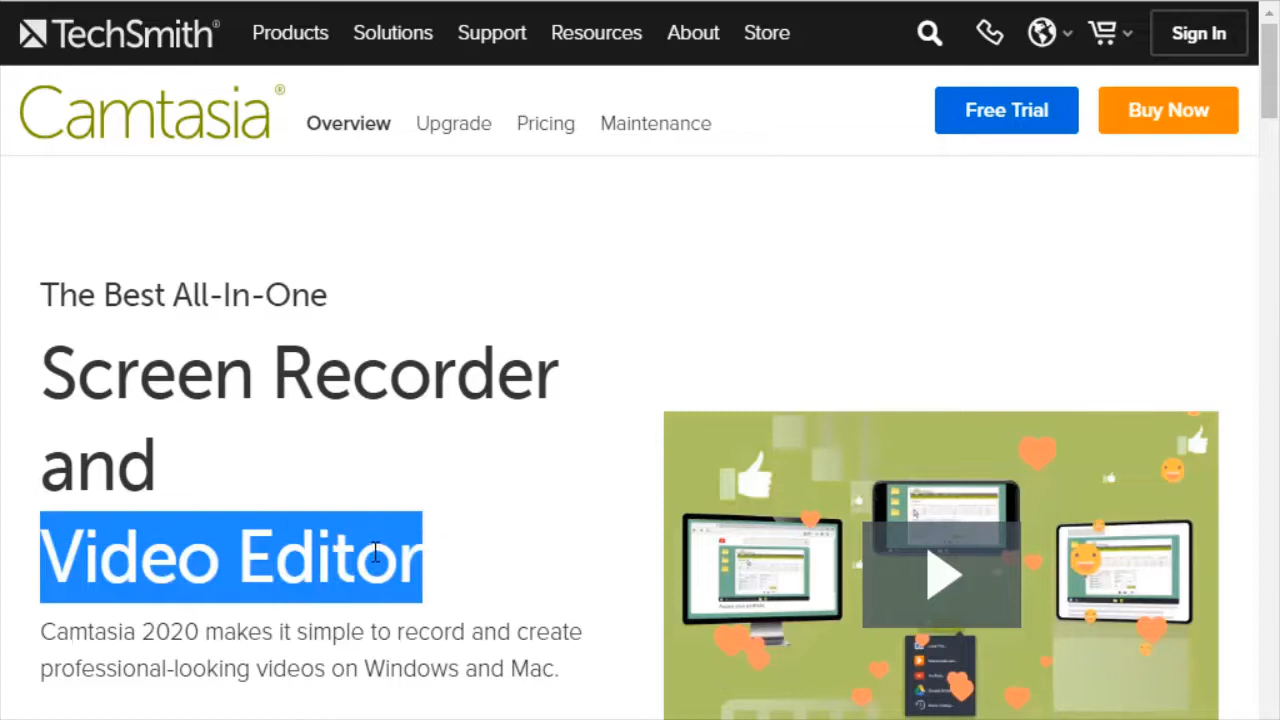 TechSmith®
Products Solutions Support Resources About Store
Sign In
Camtasia®
Overview Upgrade Pricing Maintenance
Free Trial Buy Now
The Best All-In-One
Screen Recorder
and
Video Editor
Camtasia 2020 makes it simple to record and create
professional-looking videos on Windows and Mac.